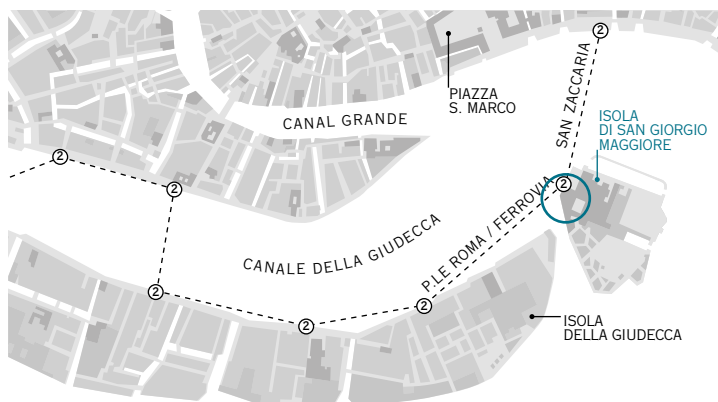 2
SAN ZACCARIA
PIAZZA
S. MARCO
CANAL GRANDE
ISOLA
DI SAN GIORGIO
MAGGIORE
2
2
2
P.LE ROMA / FERROVIA
CANALE DELLA GIUDECCA
2
2
2
ISOLA
DELLA GIUDECCA